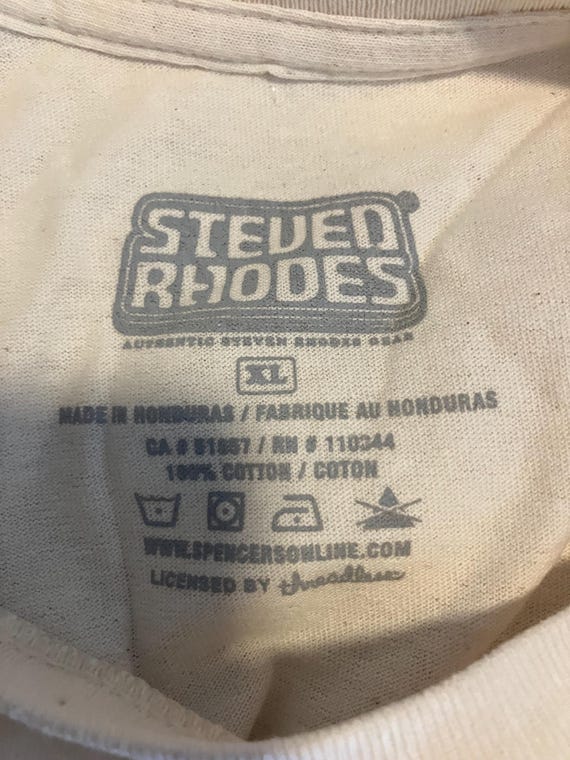 STEVEN
RHODES
AUTHENTIC STEVEN RHODES GEAR
XL
MADE IN HONDURAS / FABRIQUE AU HONDURAS
CA # / RN # 110344
100% COTTON / COTON
WWW.SPENCERSONLINE.COM
LICENSED BY threadless